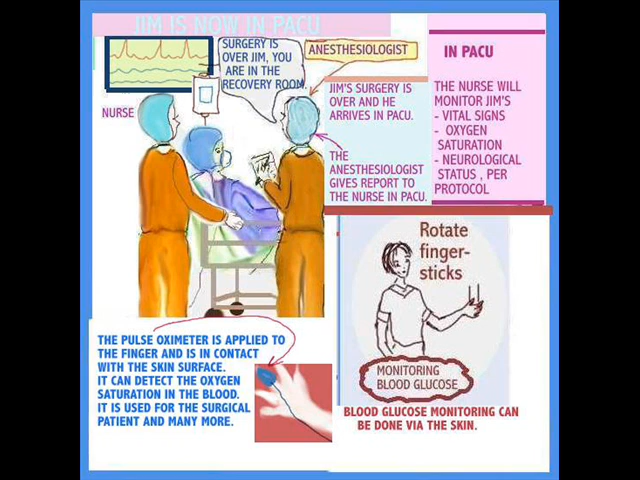 JIM IS NOW IN PACU
SURGERY IS
OVER JIM, YOU
ARE IN THE
RECOVERY ROOM.
ANESTHESIOLOGIST
NURSE
JIM'S SURGERY IS
OVER AND HE
ARRIVES IN PACU.
THE
ANESTHESIOLOGIST
GIVES REPORT TO
THE NURSE IN PACU.
IN PACU
THE NURSE WILL
MONITOR JIM'S
- VITAL SIGNS
- OXYGEN
SATURATION
- NEUROLOGICAL
STATUS , PER
PROTOCOL
Rotate
finger-
sticks
MONITORING
BLOOD GLUCOSE
BLOOD GLUCOSE MONITORING CAN
BE DONE VIA THE SKIN.
THE PULSE OXIMETER IS APPLIED TO
THE FINGER AND IS IN CONTACT
WITH THE SKIN SURFACE.
IT CAN DETECT THE OXYGEN
SATURATION IN THE BLOOD.
IT IS USED FOR THE SURGICAL
PATIENT AND MANY MORE.